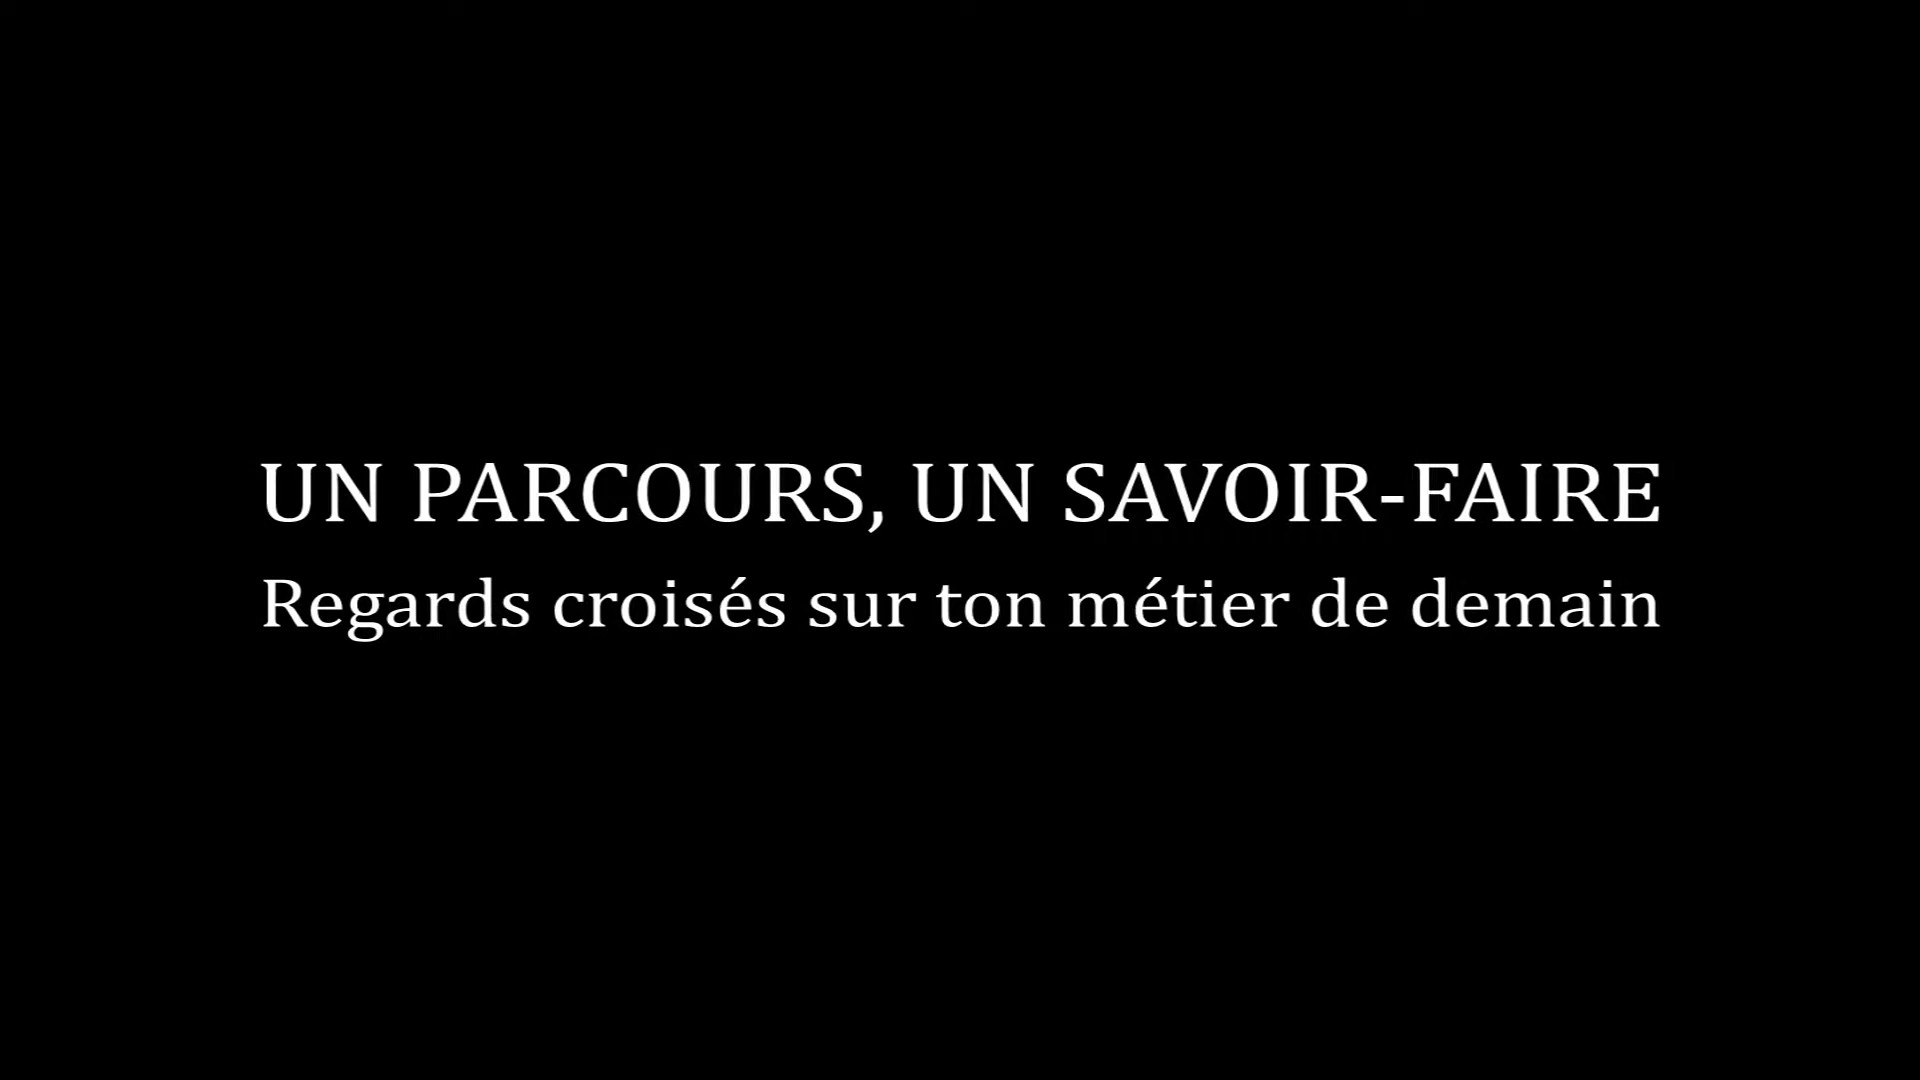 UN PARCOURS, UN SAVOIR-FAIRE
Regards croisés sur ton métier de demain